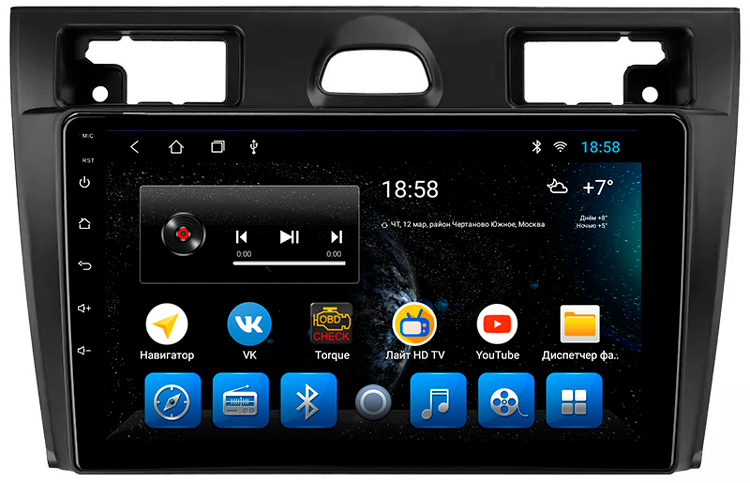 MIC
18:58
RST
18:58
+7°
ЧТ, 12 мар, район Чертаново Южное, Москва
Днём +8°
Ночью +5°
0:00
0:00
OBD
CHECK
Навигатор
VK
Torque
Лайт HD TV
YouTube
Диспетчер фа..